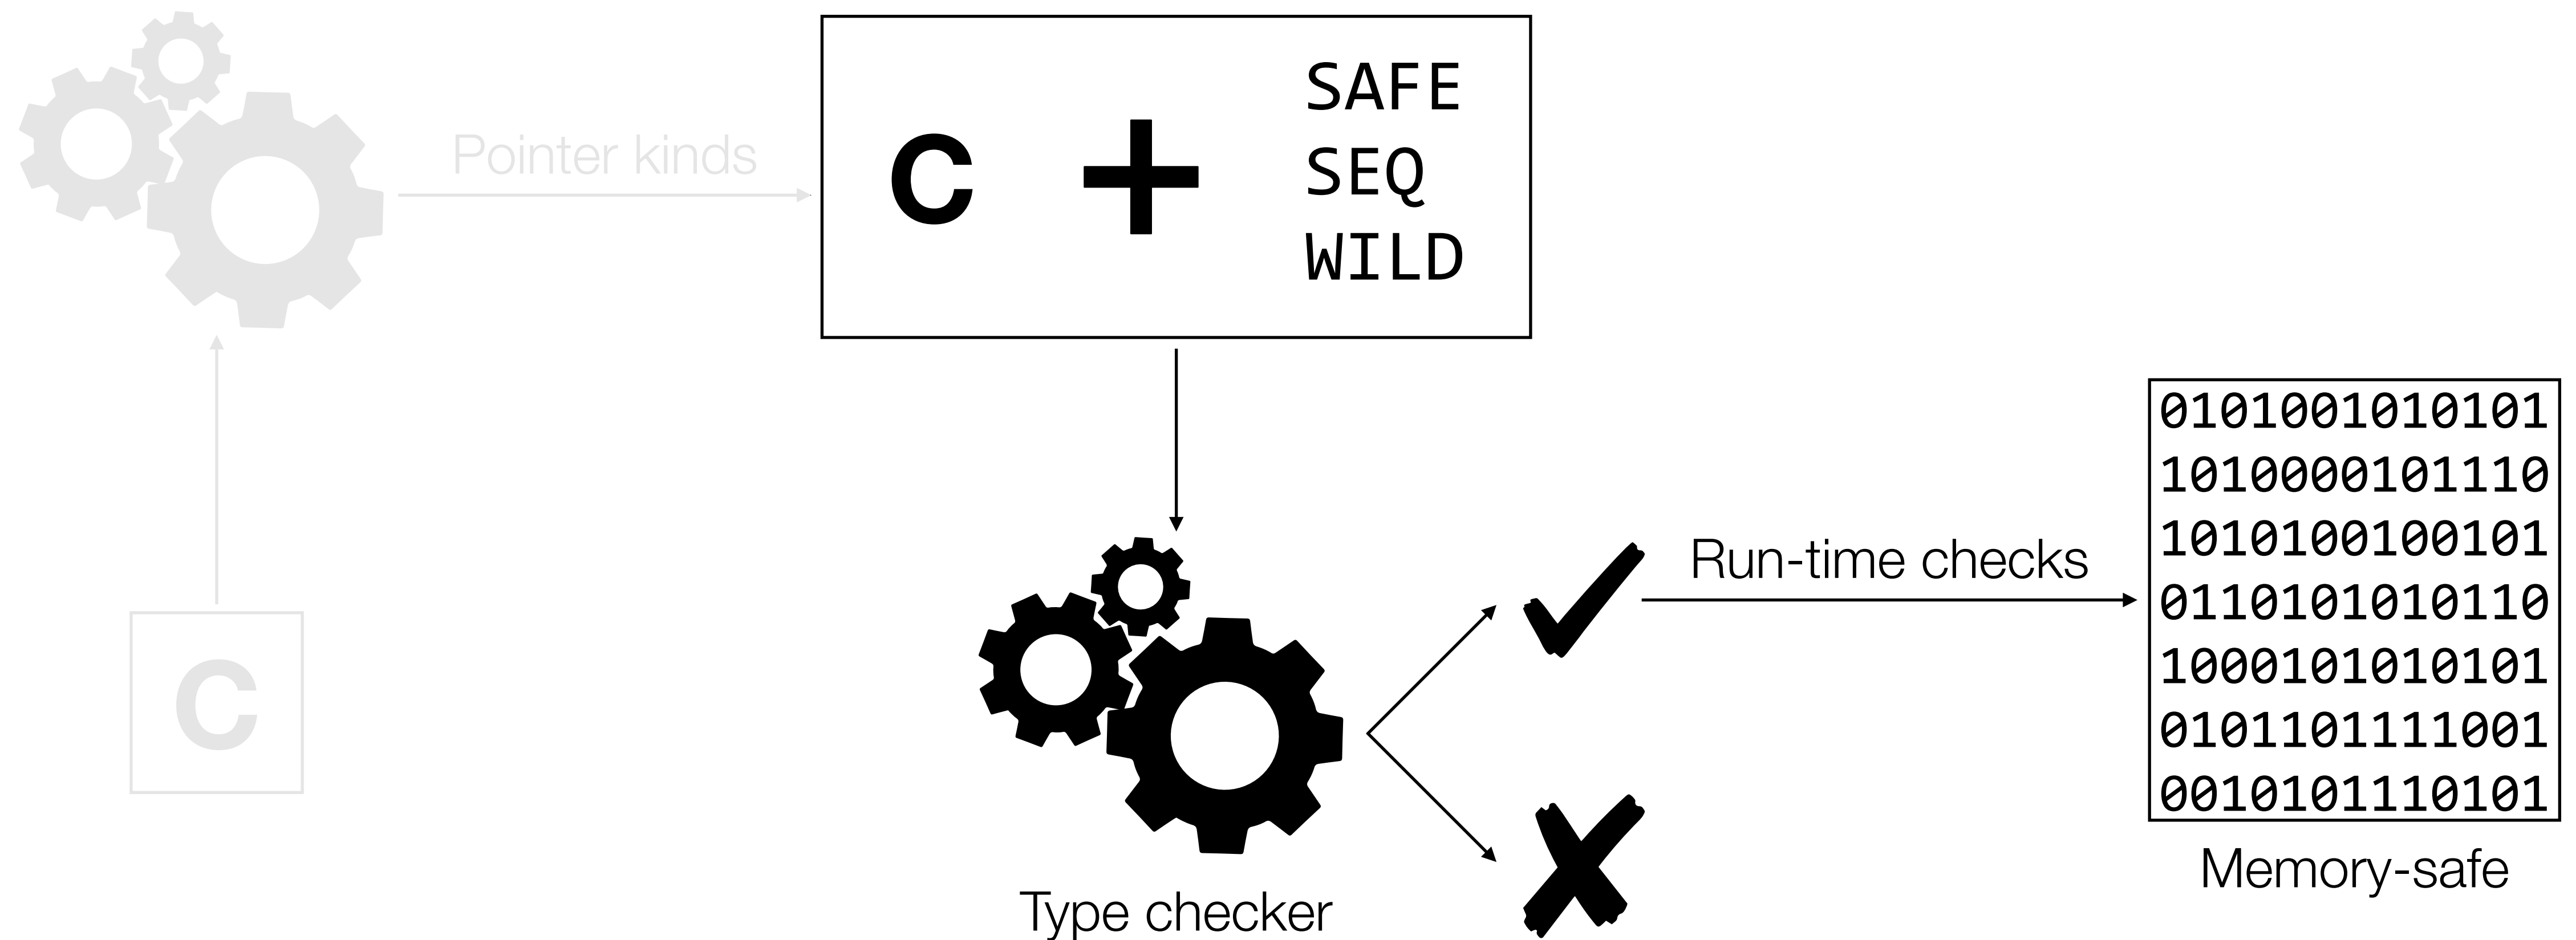 Pointer kinds
C + SAFE
SEQ
WILD
C
Run-time checks
Type checker
0101001010101
1010000101110
1010100100101
0110101010110
1000101010101
0101101111001
0010101110101
Memory-safe